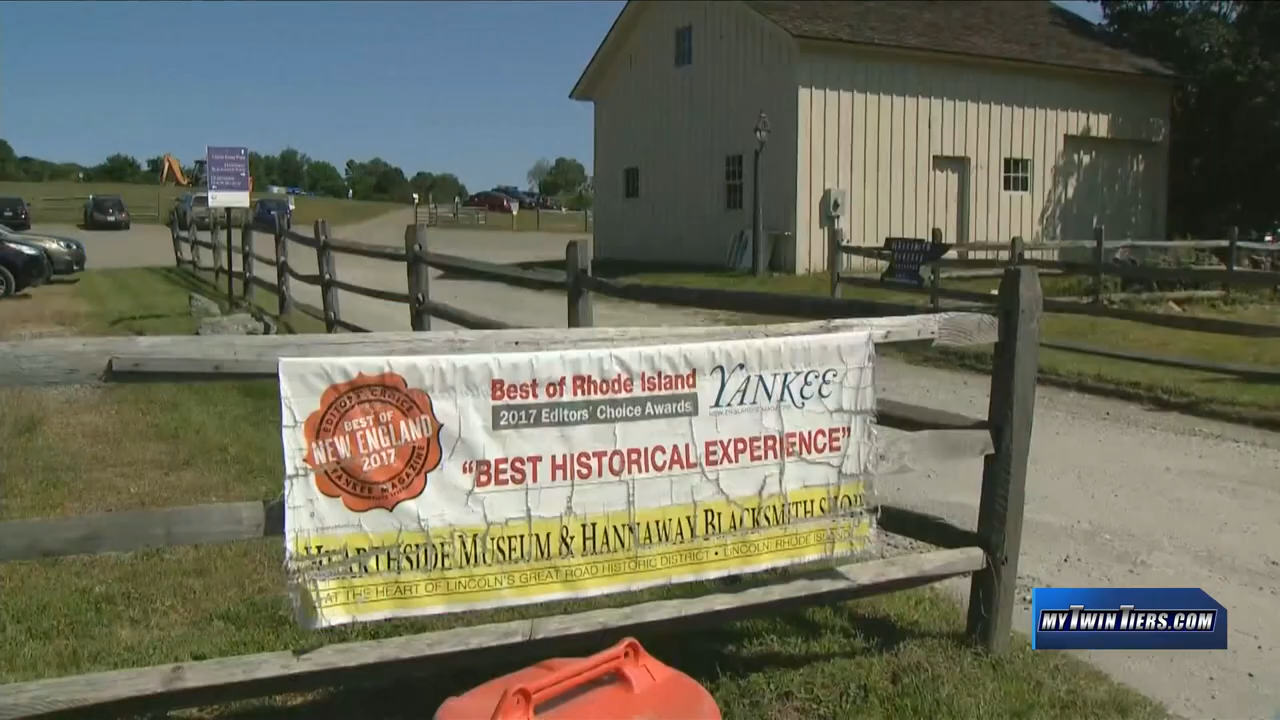 EDITORS' CHOICE
BEST OF
NEW ENGLAND
2017
YANKEE MAGAZINE
Best of Rhode Island
2017 Editors' Choice Awards
YANKEE
NEW ENGLAND'S MAGAZINE
"BEST HISTORICAL EXPERIENCE"
HEARTHSIDE MUSEUM & HANNAWAY BLACKSMITH SHOP
AT THE HEART OF LINCOLN'S GREAT ROAD HISTORIC DISTRICT • LINCOLN, RHODE ISLAND
MYTWINTIERS.COM